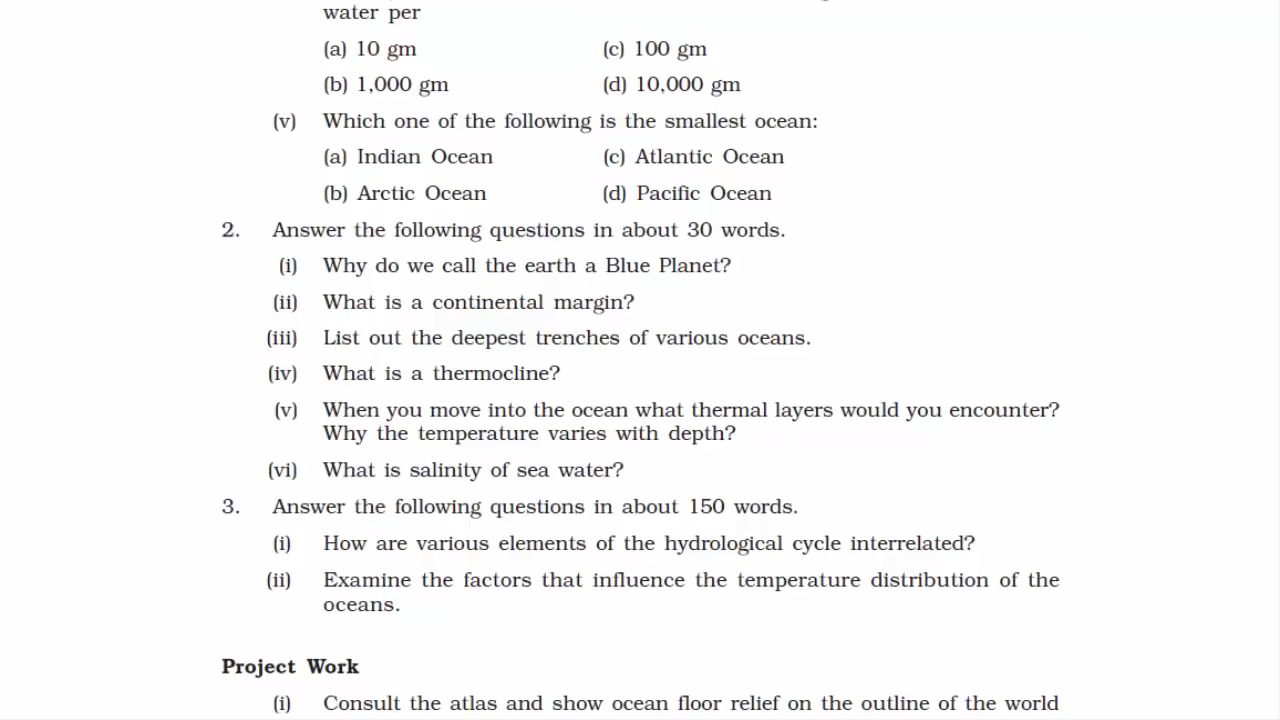 water per
(a) 10 gm (c) 100 gm
(b) 1,000 gm (d) 10,000 gm
(v) Which one of the following is the smallest ocean:
(a) Indian Ocean (c) Atlantic Ocean
(b) Arctic Ocean (d) Pacific Ocean
2. Answer the following questions in about 30 words.
(i) Why do we call the earth a Blue Planet?
(ii) What is a continental margin?
(iii) List out the deepest trenches of various oceans.
(iv) What is a thermocline?
(v) When you move into the ocean what thermal layers would you encounter?
Why the temperature varies with depth?
(vi) What is salinity of sea water?
3. Answer the following questions in about 150 words.
(i) How are various elements of the hydrological cycle interrelated?
(ii) Examine the factors that influence the temperature distribution of the
oceans.
Project Work
(i) Consult the atlas and show ocean floor relief on the outline of the world